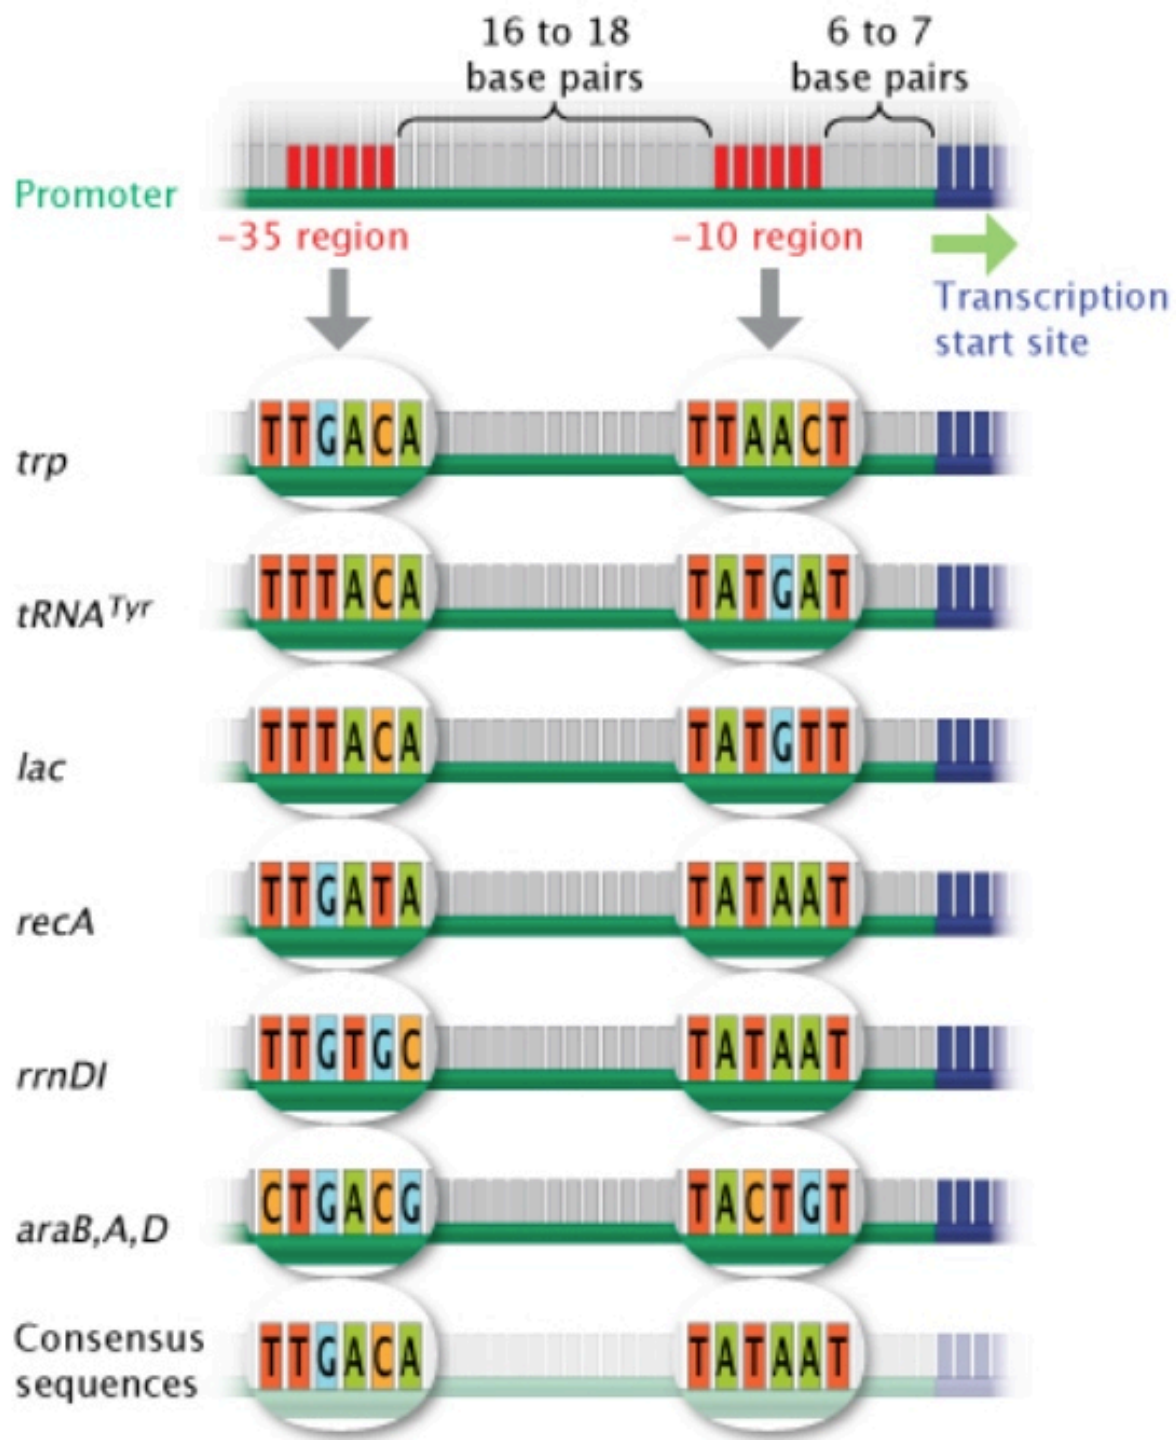 16 to 18
base pairs
6 to 7
base pairs
Promoter
–35 region
–10 region
Transcription
start site
trp
TTGACA
TTAACT
tRNATyr
TTTACA
TATGAT
lac
TTTACA
TATGTT
recA
TTGATA
TATAAT
rrnDI
TTGTGC
TATAAT
araB,A,D
CTGACG
TACTGT
Consensus
sequences
TTGACA
TATAAT